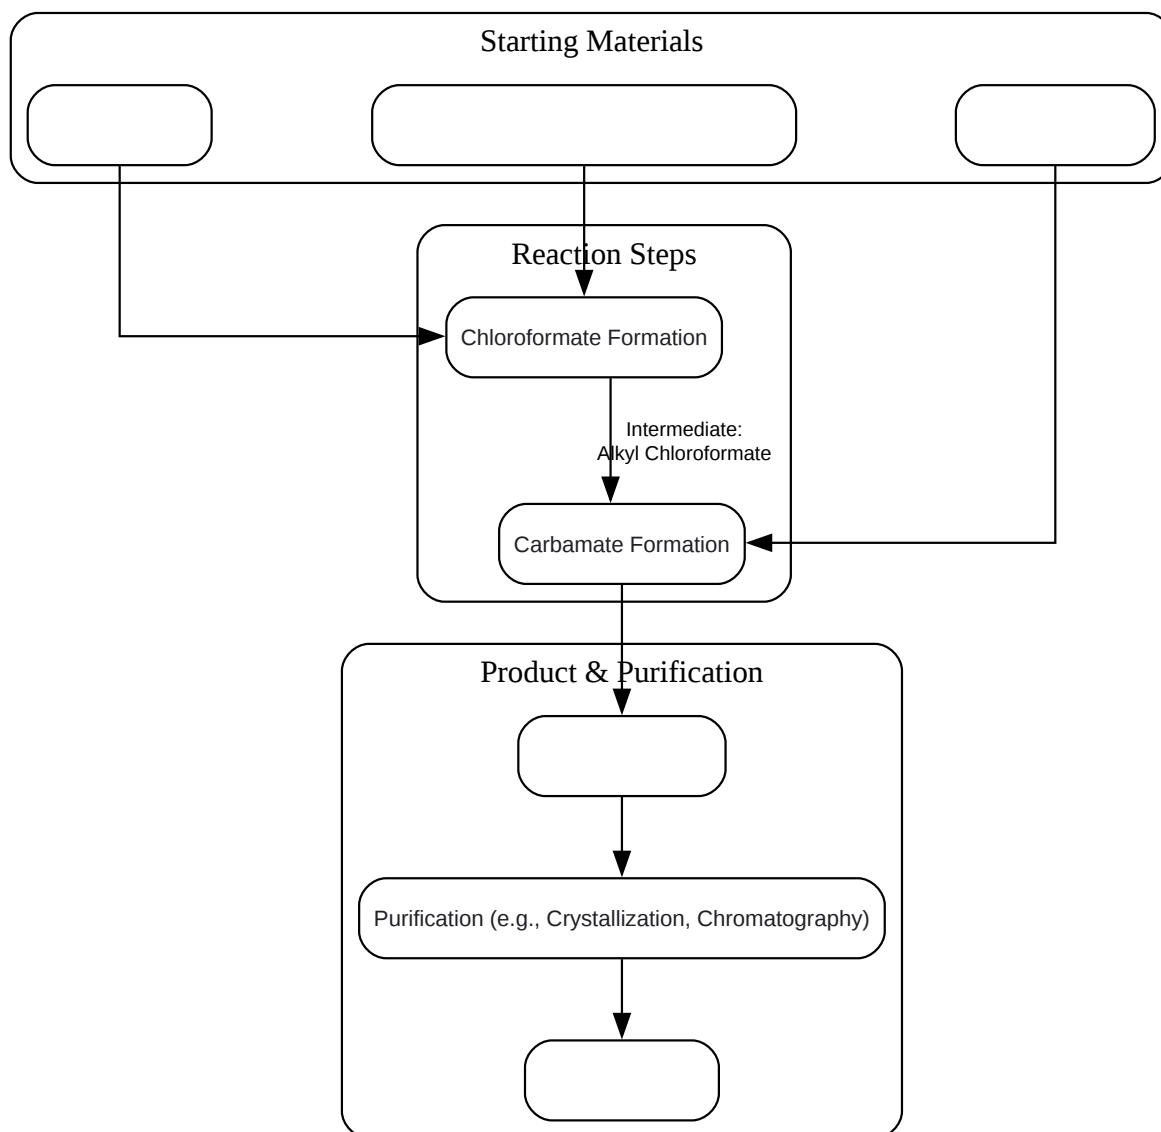 Starting Materials
Reaction Steps
Chloroformate Formation
Intermediate:
Alkyl Chloroformate
Carbamate Formation
Product & Purification
Purification (e.g., Crystallization, Chromatography)